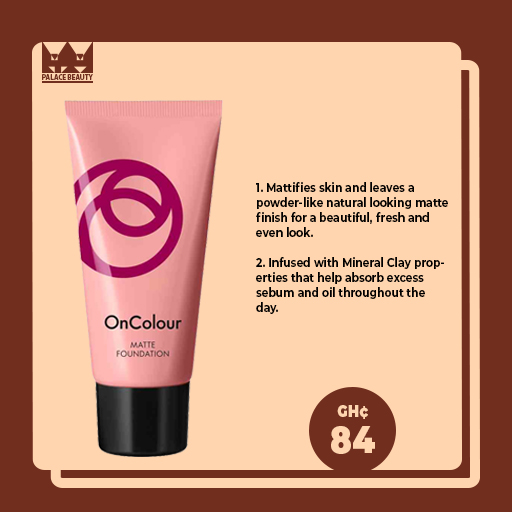 PALACE BEAUTY
OnColour
MATTE
FOUNDATION
1. Mattifies skin and leaves a
powder-like natural looking matte
finish for a beautiful, fresh and
even look.
2. Infused with Mineral Clay prop-
erties that help absorb excess
sebum and oil throughout the
day.
GH¢
84